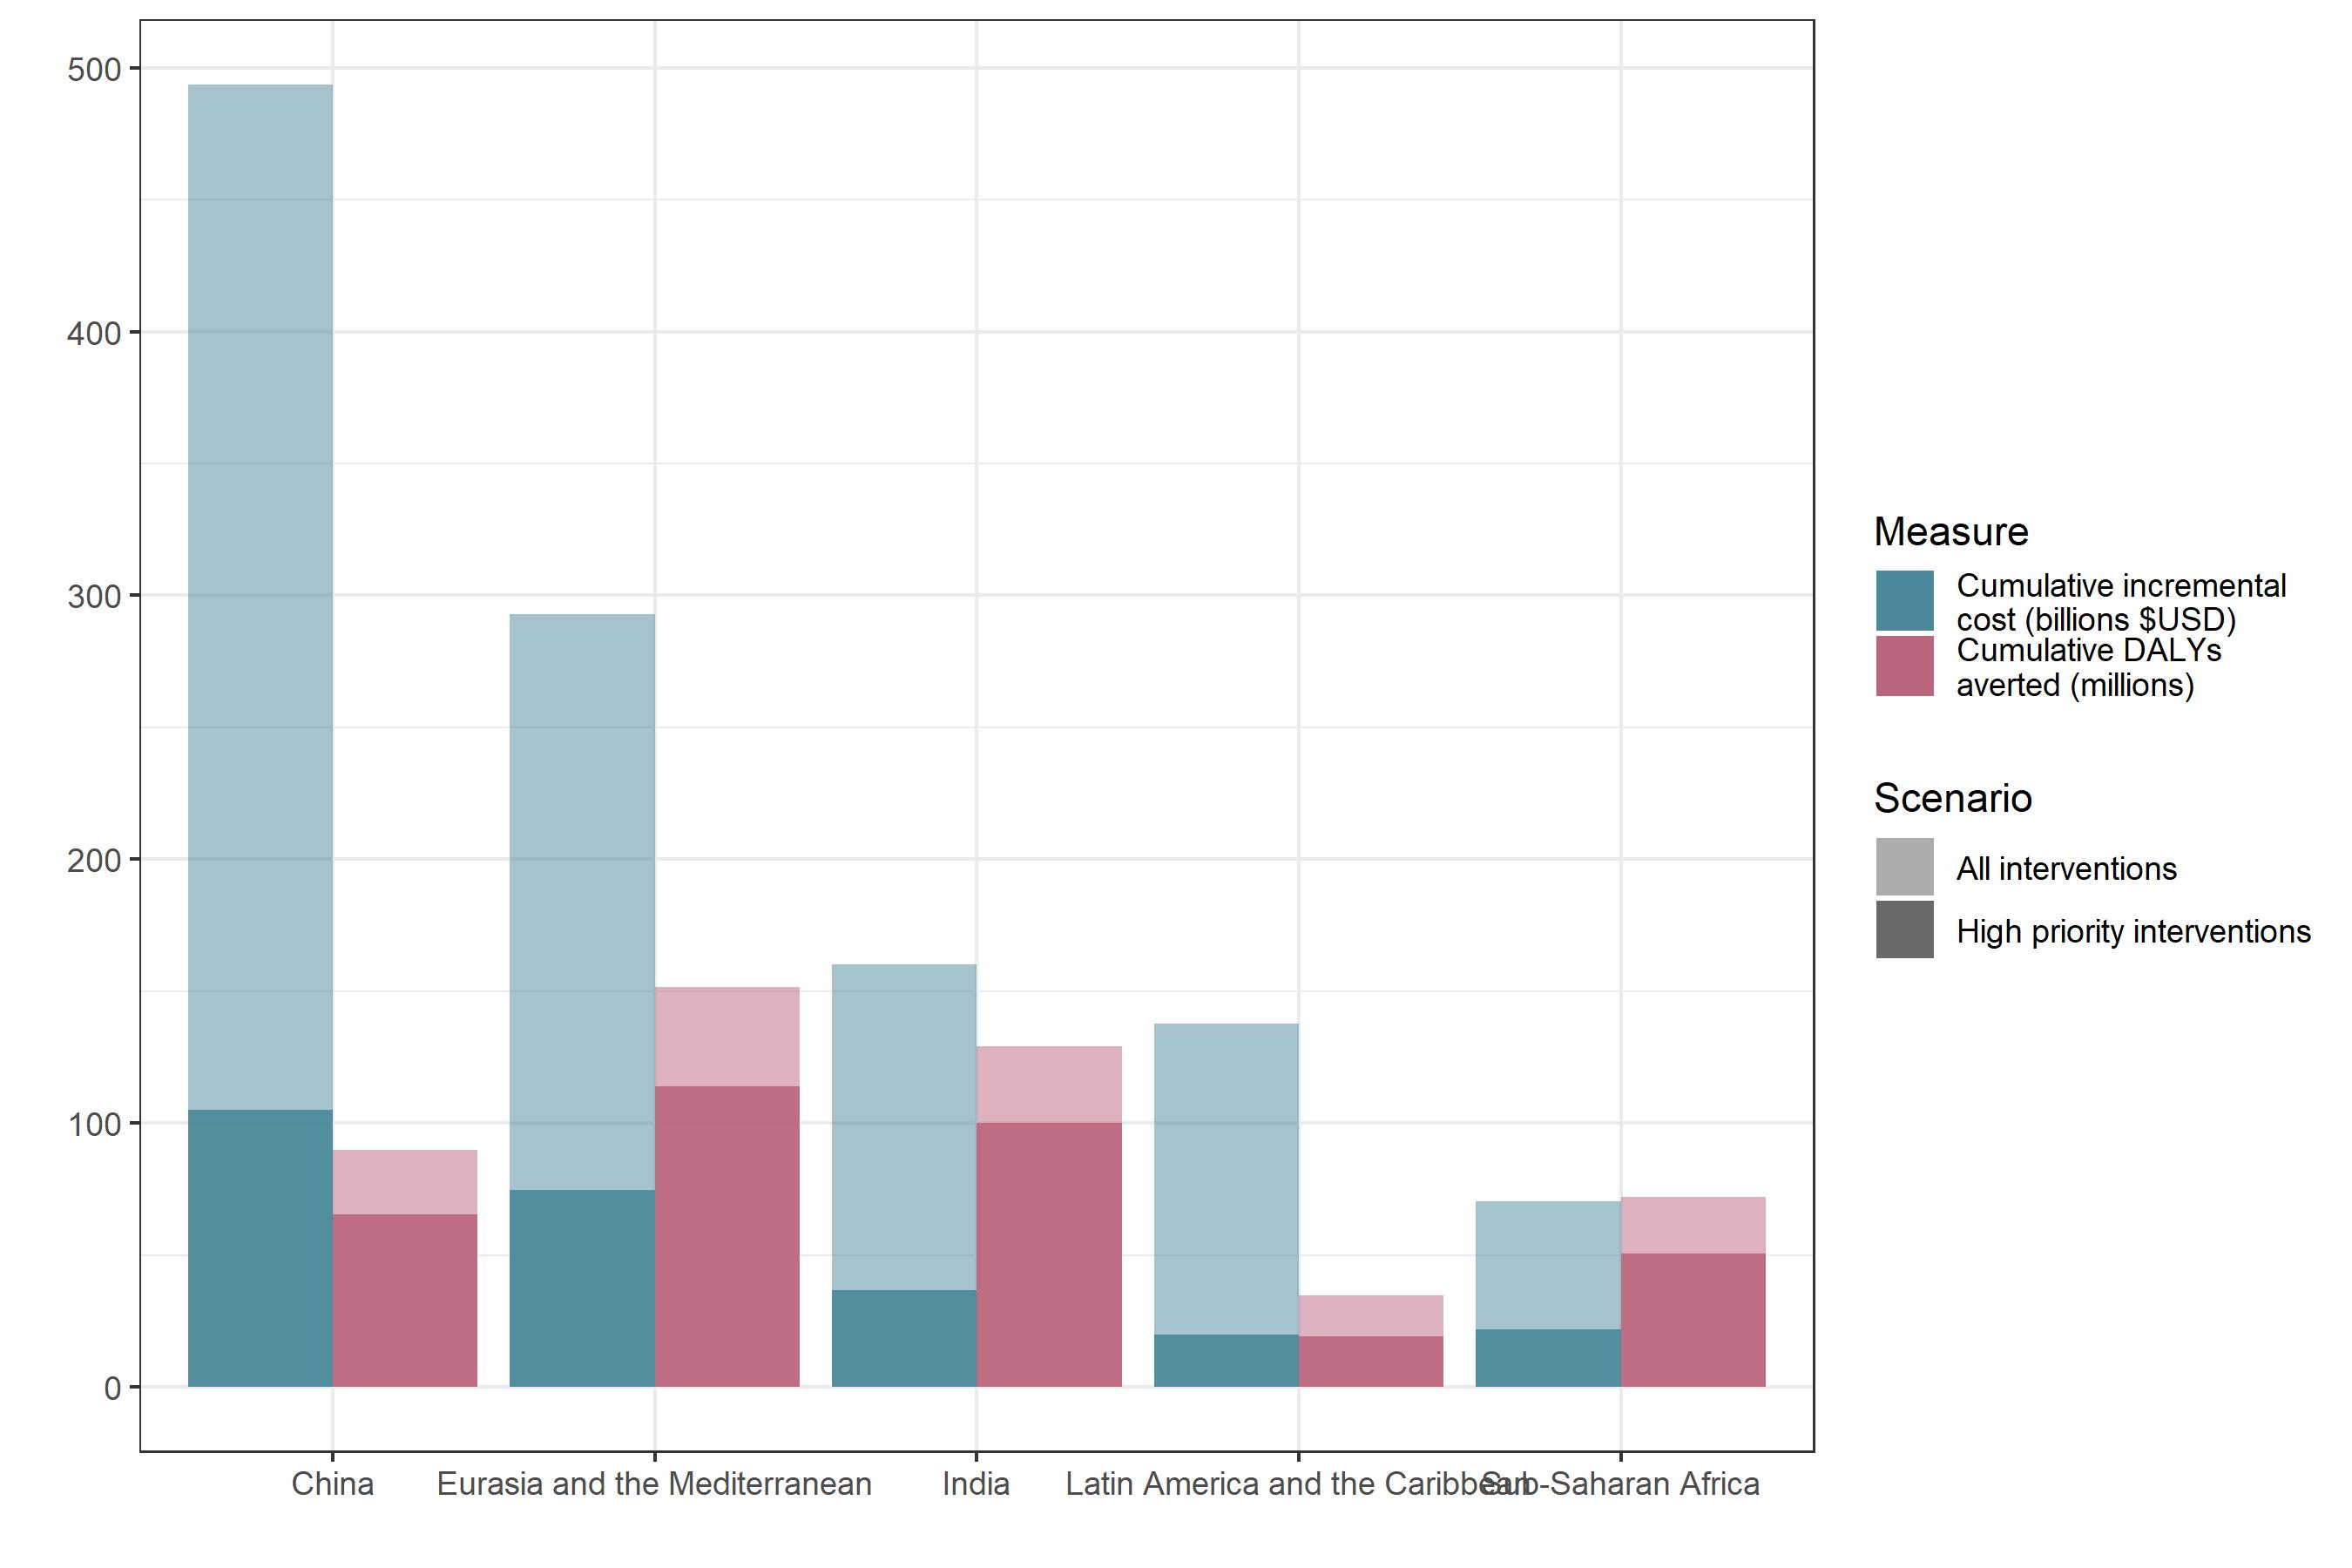 500
400
300
200
100
0
China
Eurasia and the Mediterranean
India
Latin America and the Caribbean
Sub-Saharan Africa
Measure
Cumulative incremental
cost (billions $USD)
Cumulative DALYs
averted (millions)
Scenario
All interventions
High priority interventions